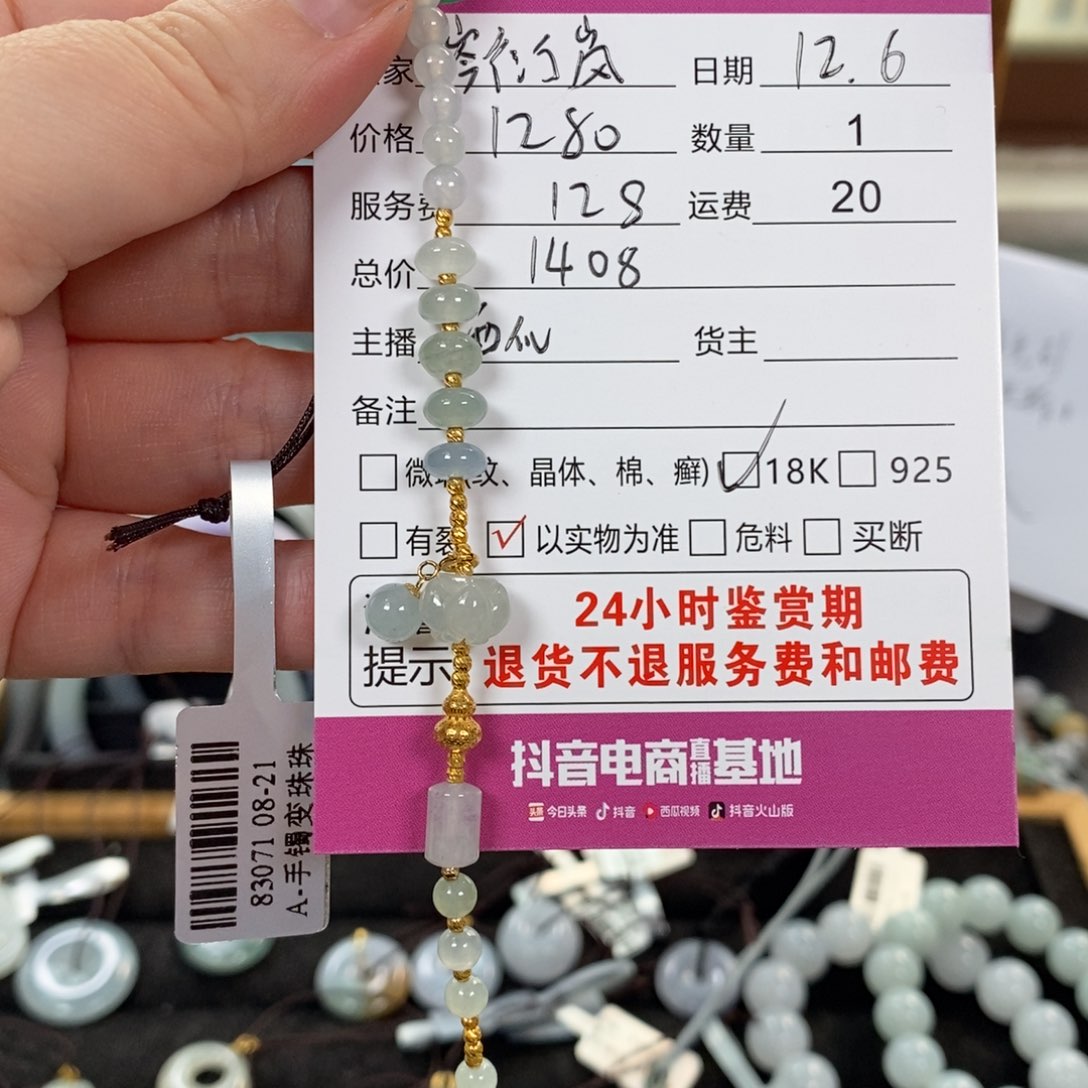 家 岑衍岚 日期 12.6
价格 1280 数量 1
服务费 128 运费 20
总价 1408
主播 货主
备注
微 纹、晶体、棉、癣) 18K 925
有裂 以实物为准 危料 买断
24小时鉴赏期
提示 退货不退服务费和邮费
抖音电商直播基地
头条 今日头条 抖音 西瓜视频 抖音火山版
83071 08-21
A-手镯变珠珠